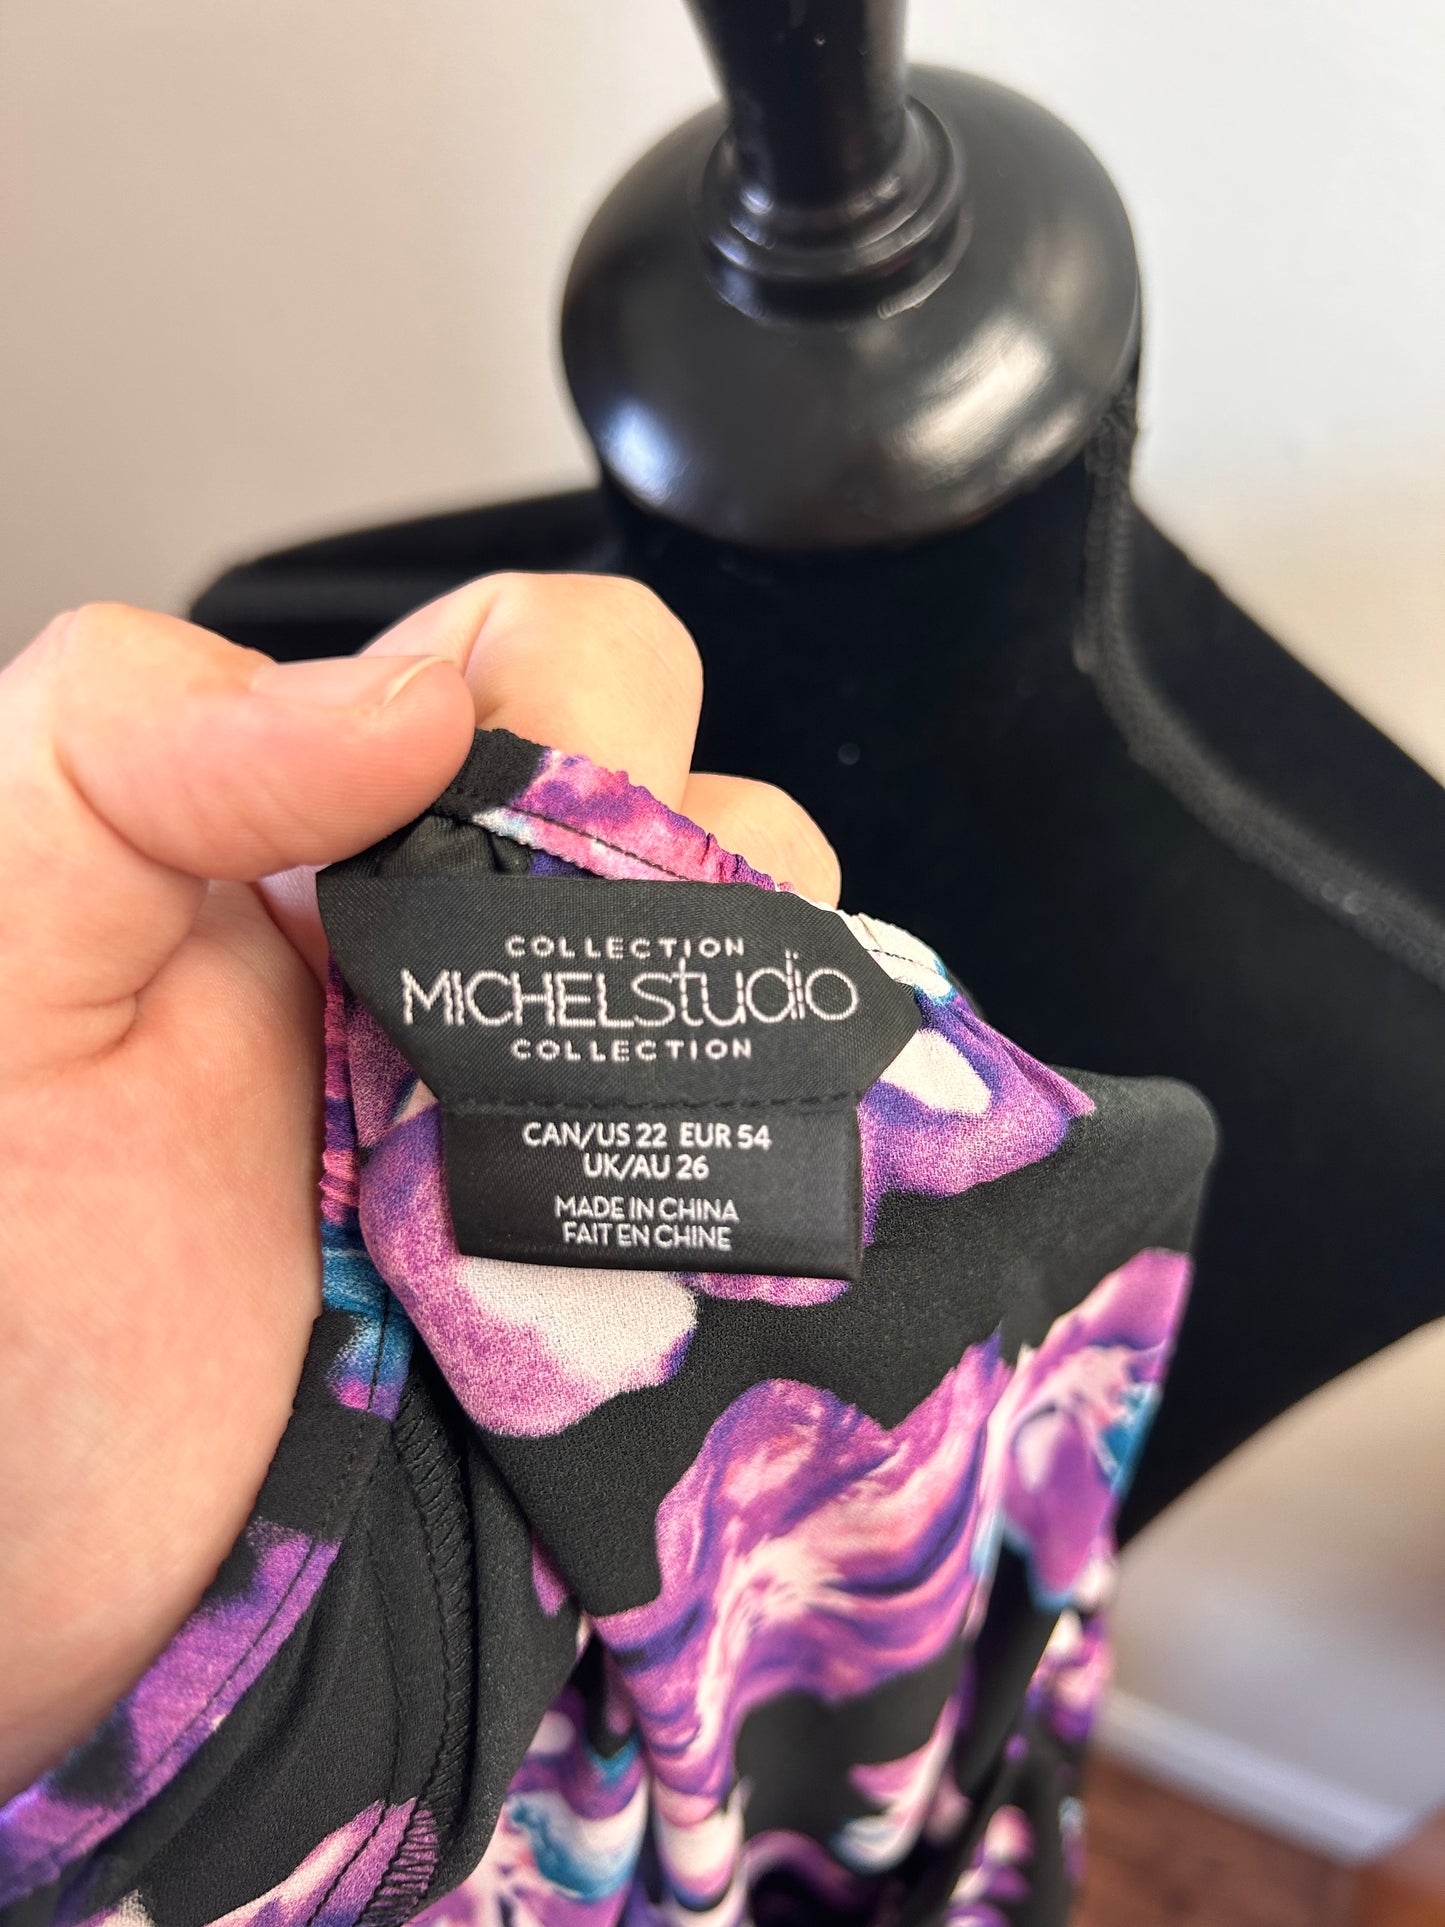 COLLECTION
MICHELstudio
COLLECTION
CAN/US 22 EUR 54
UK/AU 26
MADE IN CHINA
FAIT EN CHINE